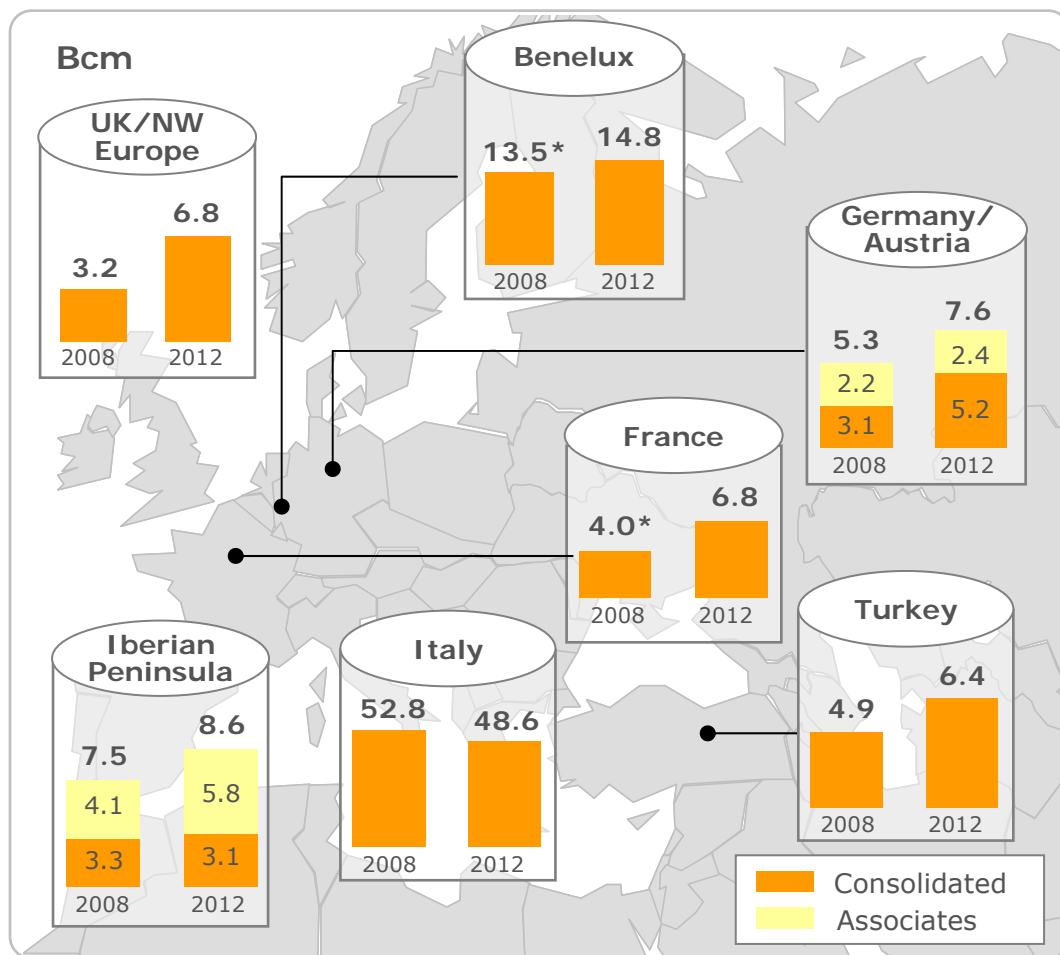 Bcm
UK/NW
Europe
3.2
6.8
2008
2012
Benelux
13.5*
14.8
2008
2012
Germany/
Austria
5.3
7.6
2.2
2.4
3.1
5.2
2008
2012
France
4.0*
6.8
2008
2012
Iberian
Peninsula
7.5
8.6
4.1
5.8
3.3
3.1
2008
2012
Italy
52.8
48.6
2008
2012
Turkey
4.9
6.4
2008
2012
Consolidated
Associates